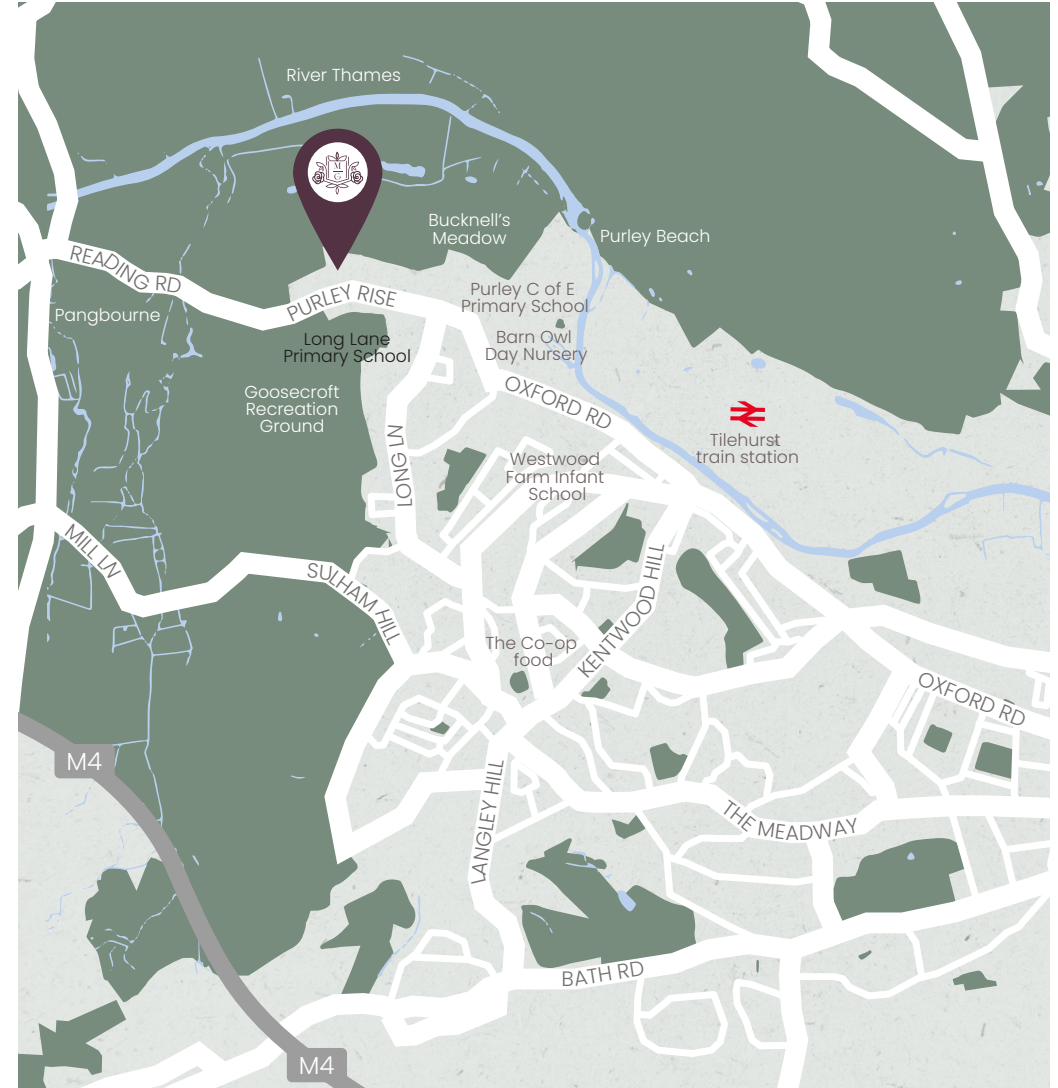 River Thames
M
G
Bucknell's
Meadow
Purley Beach
READING RD
Purley C of E
Primary School
PURLEY RISE
Pangbourne
Long Lane
Primary School
Barn Owl
Day Nursery
Goosecroft
Recreation
Ground
OXFORD RD
Tilehurst
train station
LONG LN
Westwood
Farm Infant
School
MILL LN
SULHAM HILL
KENTWOOD HILL
The Co-op
food
OXFORD RD
M4
LANGLEY HILL
THE MEADWAY
BATH RD
M4